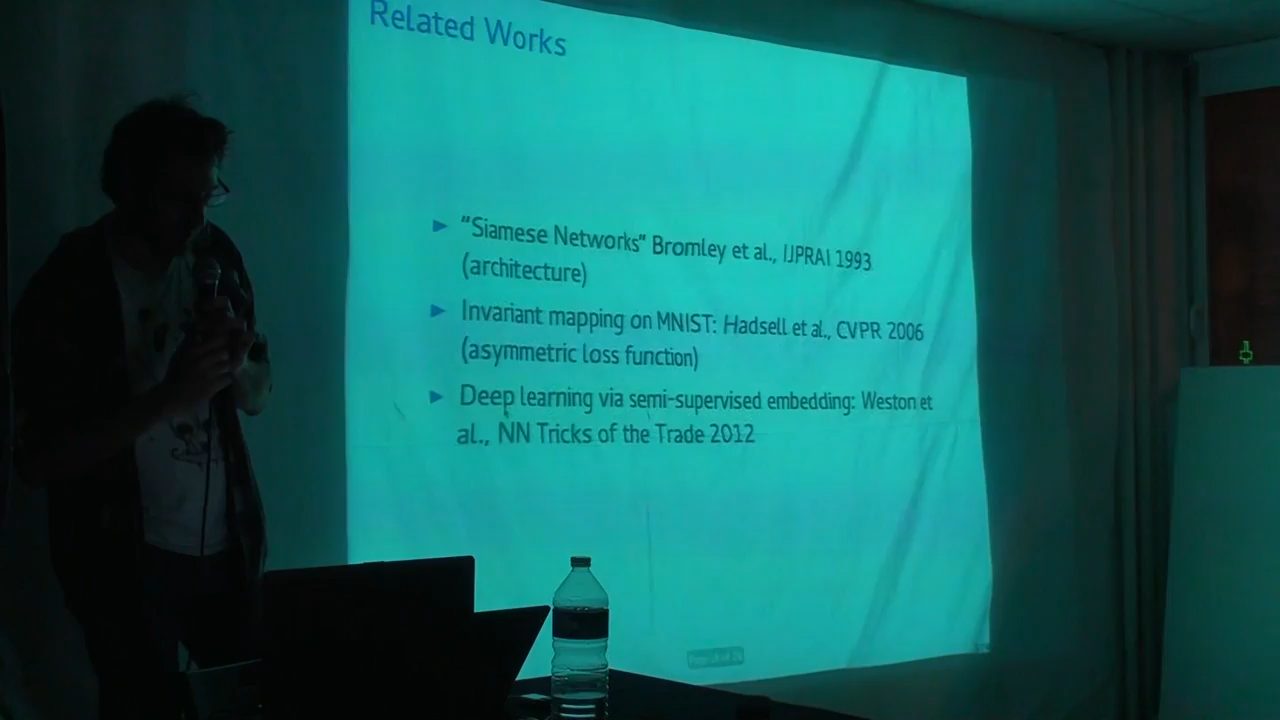 Related Works
► "Siamese Networks" Bromley et al., IJPRAI 1993
(architecture)
► Invariant mapping on MNIST: Hadsell et al., CVPR 2006
(asymmetric loss function)
► Deep learning via semi-supervised embedding: Weston et
al., NN Tricks of the Trade 2012